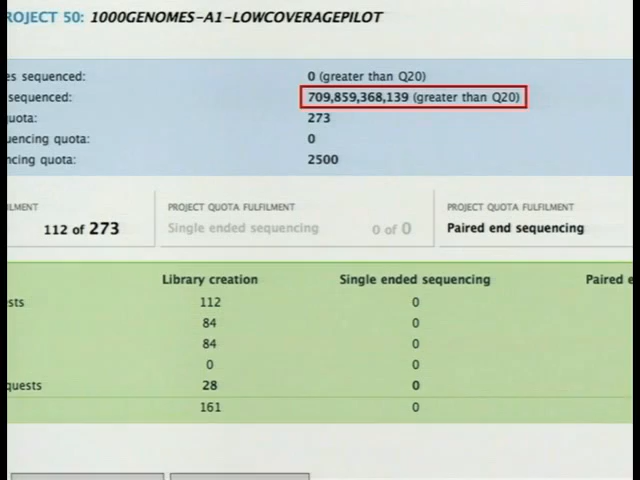 ROJECT 50: 1000GENOMES-A1-LOWCOVERAGEPILOT
es sequenced: 0 (greater than Q20)
sequenced: 709,859,368,139 (greater than Q20)
uota: 273
uencing quota: 0
ncing quota: 2500
LMENT PROJECT QUOTA FULFILMENT PROJECT QUOTA FULFILMENT
112 of 273 Single ended sequencing 0 of 0 Paired end sequencing
Library creation Single ended sequencing Paired e
sts 112 0
84 0
84 0
0 0
quests 28 0
161 0